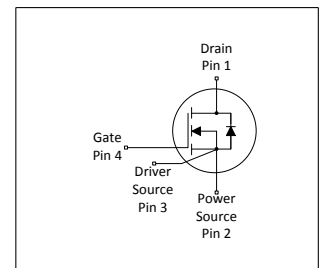 Drain
Pin 1
Gate
Pin 4
Driver
Source
Pin 3
Power
Source
Pin 2